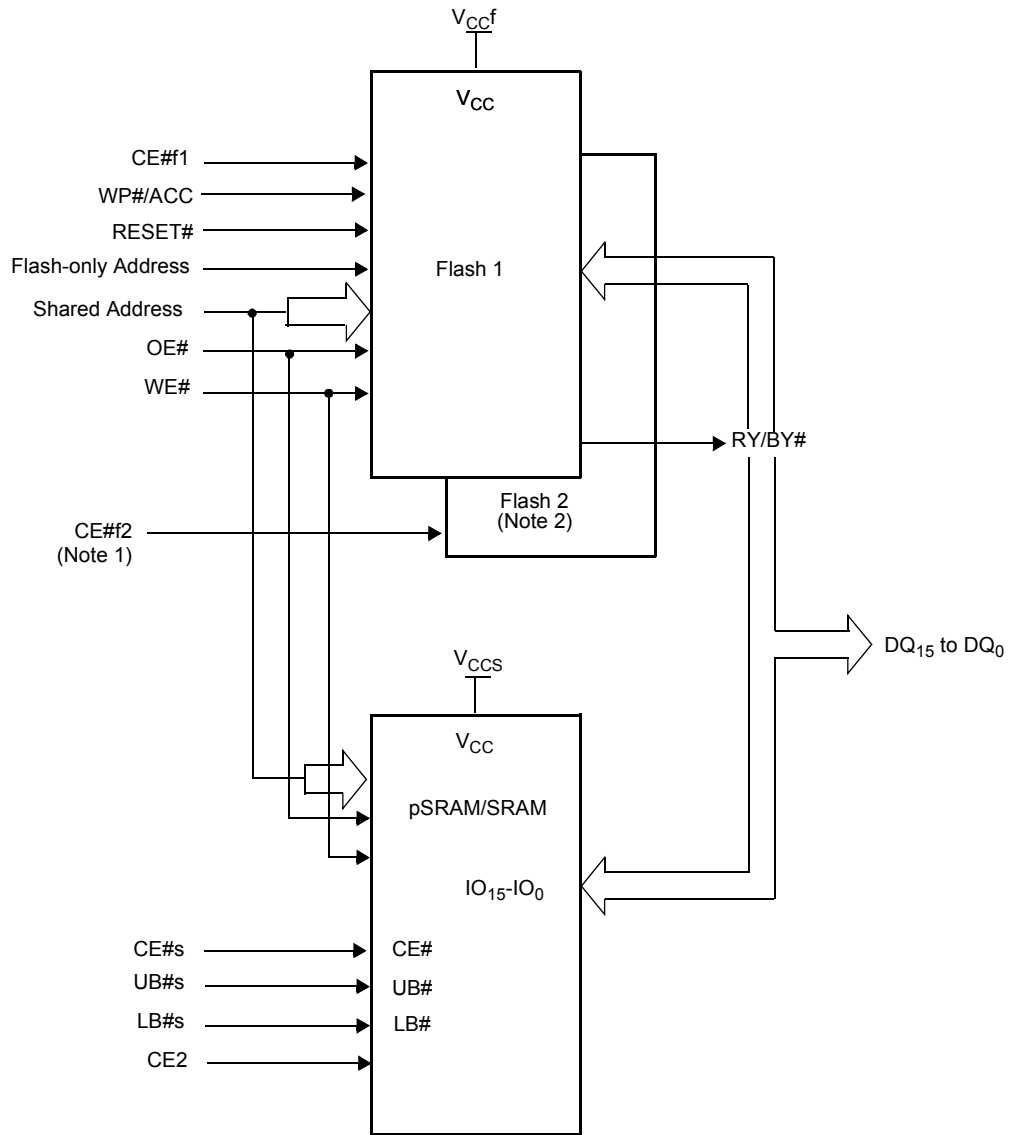 VCCf
VCC
CE#f1
WP#/ACC
RESET#
Flash-only Address
Flash 1
Shared Address
OE#
WE#
RY/BY#
Flash 2
(Note 2)
CE#f2
(Note 1)
DQ15 to DQ0
VCCS
VCC
pSRAM/SRAM
IO15-IO0
CE#s
CE#
UB#s
UB#
LB#s
LB#
CE2